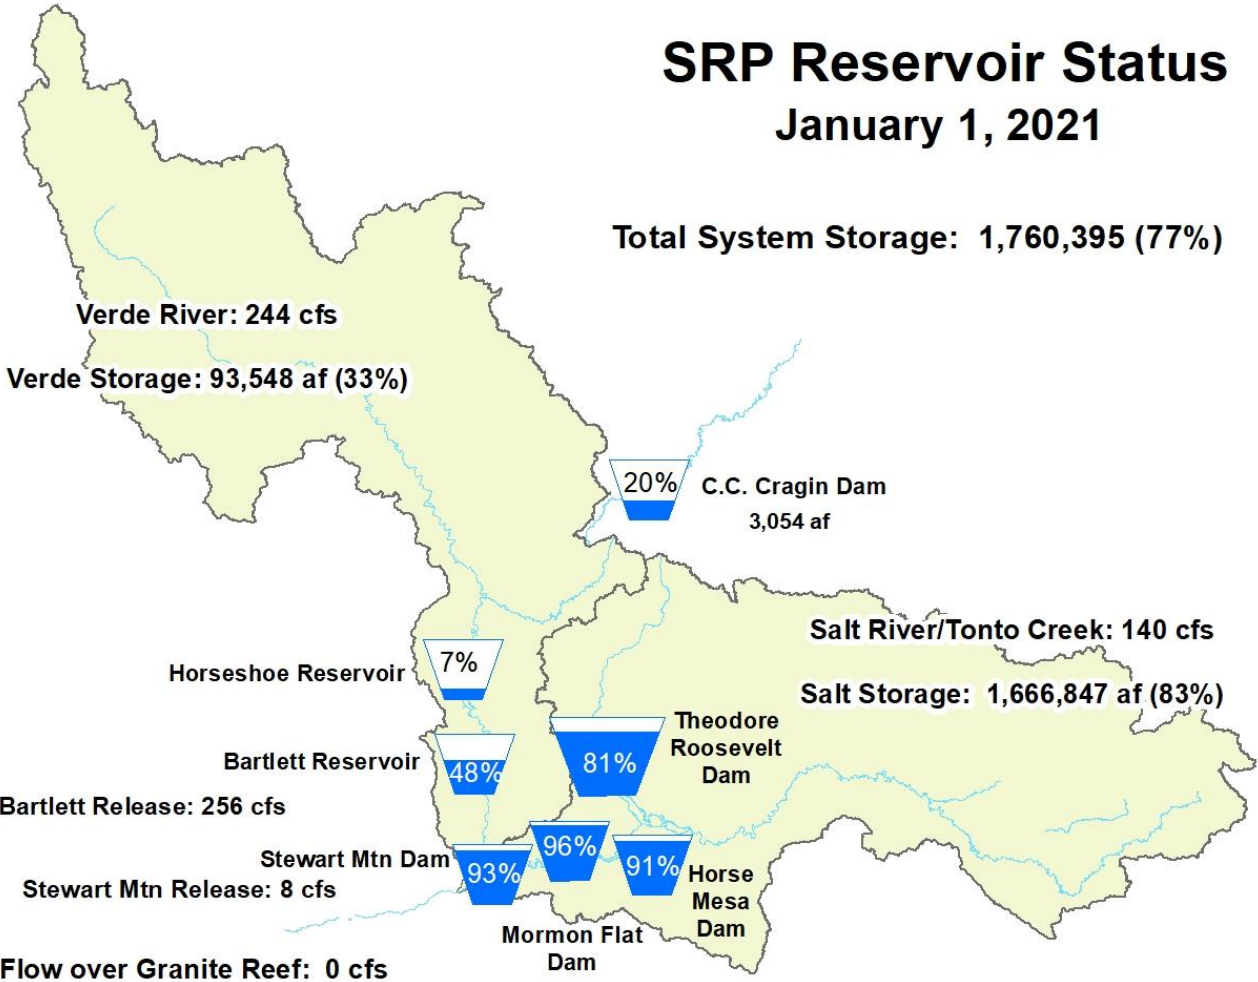 SRP Reservoir Status
January 1, 2021
Total System Storage: 1,760,395 (77%)
Verde River: 244 cfs
Verde Storage: 93,548 af (33%)
20%
C.C. Cragin Dam
3,054 af
Salt River/Tonto Creek: 140 cfs
Salt Storage: 1,666,847 af (83%)
Horsehoe Reservoir
7%
Theodore
Roosevelt
Dam
81%
Bartlett Reservoir
48%
Bartlett Release: 256 cfs
Stewart Mtn Dam
93%
96%
91%
Horse
Mesa
Dam
Stewart Mtn Release: 8 cfs
Mormon Flat
Dam
Flow over Granite Reef: 0 cfs